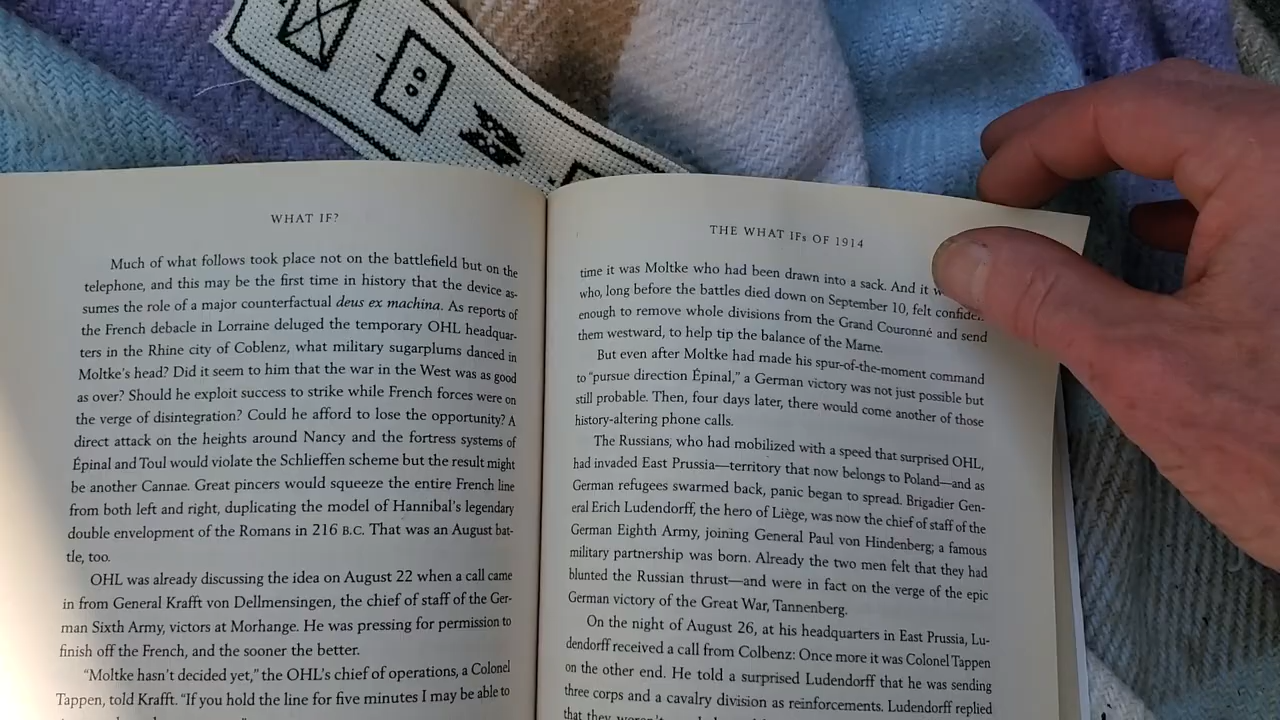 WHAT IF?
Much of what follows took place not on the battlefield but on the
telephone, and this may be the first time in history that the device as-
sumes the role of a major counterfactual deus ex machina. As reports of
the French debacle in Lorraine deluged the temporary OHL headquar-
ters in the Rhine city of Coblenz, what military sugarplums danced in
Moltke's head? Did it seem to him that the war in the West was as good
as over? Should he exploit success to strike while French forces were on
the verge of disintegration? Could he afford to lose the opportunity? A
direct attack on the heights around Nancy and the fortress systems of
Épinal and Toul would violate the Schlieffen scheme but the result might
be another Cannae. Great pincers would squeeze the entire French line
from both left and right, duplicating the model of Hannibal's legendary
double envelopment of the Romans in 216 B.C. That was an August bat-
tle, too.
OHL was already discussing the idea on August 22 when a call came
in from General Krafft von Dellmensingen, the chief of staff of the Ger-
man Sixth Army, victors at Morhange. He was pressing for permission to
finish off the French, and the sooner the better.
"Moltke hasn't decided yet," the OHL's chief of operations, a Colonel
Tappen, told Krafft. "If you hold the line for five minutes I may be able to
THE WHAT IFs OF 1914
time it was Moltke who had been drawn into a sack. And it
who, long before the battles died down on September 10, felt
enough to remove whole divisions from the Grand Couronné and send
them westward, to help tip the balance of the Marne.
But even after Moltke had made his spur-of-the-moment command
to "pursue direction Épinal," a German victory was not just possible but
still probable. Then, four days later, there would come another of those
history-altering phone calls.
The Russians, who had mobilized with a speed that surprised OHL,
had invaded East Prussia—territory that now belongs to Poland—and as
German refugees swarmed back, panic began to spread. Brigadier Gen-
eral Erich Ludendorff, the hero of Liège, was now the chief of staff of the
German Eighth Army, joining General Paul von Hindenberg; a famous
military partnership was born. Already the two men felt that they had
blunted the Russian thrust—and were in fact on the verge of the epic
German victory of the Great War, Tannenberg.
On the night of August 26, at his headquarters in East Prussia, Lu-
dendorff received a call from Colbenz: Once more it was Colonel Tappen
on the other end. He told a surprised Ludendorff that he was sending
three corps and a cavalry division as reinforcements. Ludendorff replied
that they